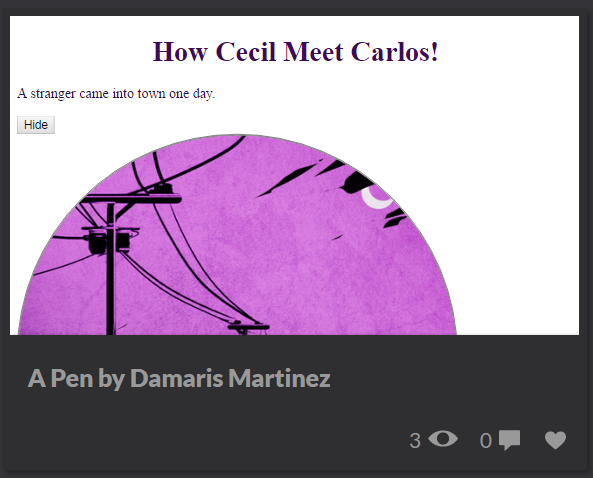 How Cecil Meet Carlos!
A stranger came into town one day.
Hide
A Pen by Damaris Martinez
3 0